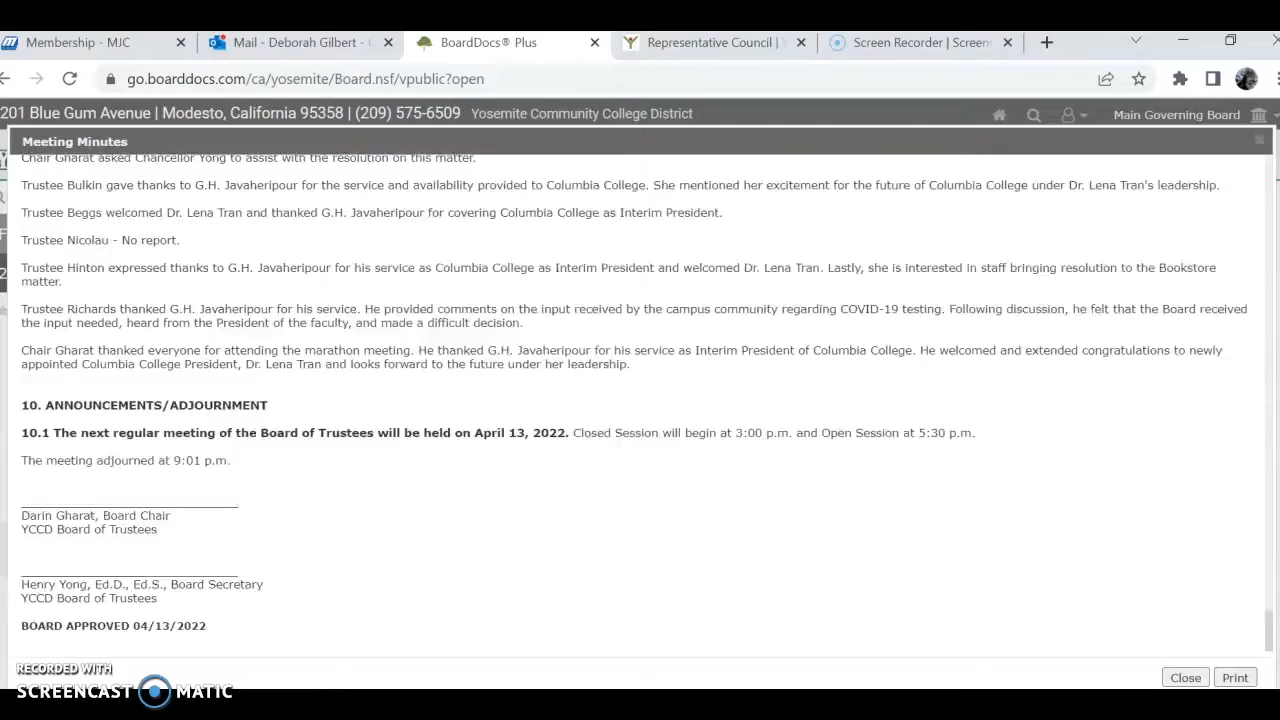 Membership - MJC
Mail - Deborah Gilbert -
BoardDocs® Plus
Representative Council |
Screen Recorder | Screen
go.boarddocs.com/ca/yosemite/Board.nsf/vpublic?open
201 Blue Gum Avenue | Modesto, California 95358 | (209) 575-6509 Yosemite Community College District
Main Governing Board
Meeting Minutes
Chair Gharat asked Chancellor Yong to assist with the resolution on this matter.
Trustee Bulkin gave thanks to G.H. Javaheripour for the service and availability provided to Columbia College. She mentioned her excitement for the future of Columbia College under Dr. Lena Tran's leadership.
Trustee Beggs welcomed Dr. Lena Tran and thanked G.H. Javaheripour for covering Columbia College as Interim President.
Trustee Nicolau - No report.
Trustee Hinton expressed thanks to G.H. Javaheripour for his service as Columbia College as Interim President and welcomed Dr. Lena Tran. Lastly, she is interested in staff bringing resolution to the Bookstore
matter.
Trustee Richards thanked G.H. Javaheripour for his service. He provided comments on the input received by the campus community regarding COVID-19 testing. Following discussion, he felt that the Board received
the input needed, heard from the President of the faculty, and made a difficult decision.
Chair Gharat thanked everyone for attending the marathon meeting. He thanked G.H. Javaheripour for his service as Interim President of Columbia College. He welcomed and extended congratulations to newly
appointed Columbia College President, Dr. Lena Tran and looks forward to the future under her leadership.
10. ANNOUNCEMENTS/ADJOURNMENT
10.1 The next regular meeting of the Board of Trustees will be held on April 13, 2022. Closed Session will begin at 3:00 p.m. and Open Session at 5:30 p.m.
The meeting adjourned at 9:01 p.m.
Darin Gharat, Board Chair
YCCD Board of Trustees
Henry Yong, Ed.D., Ed.S., Board Secretary
YCCD Board of Trustees
BOARD APPROVED 04/13/2022
Close
Print
RECORDED WITH
SCREENCAST MATIC